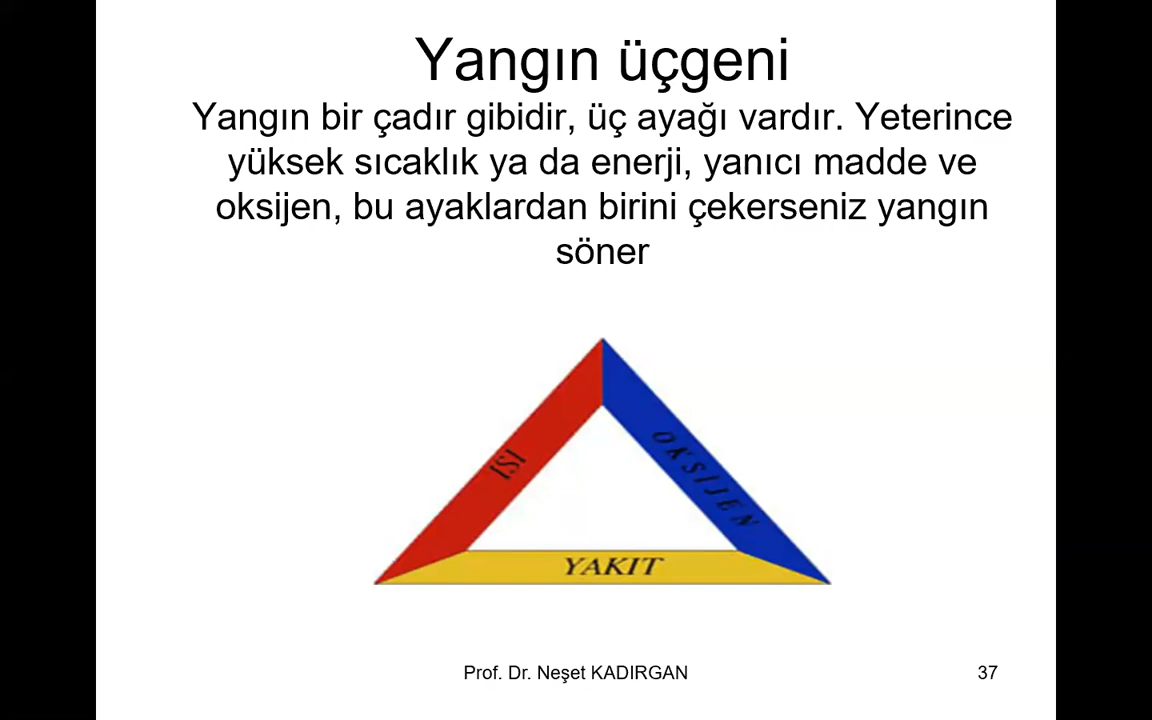 Yangın üçgeni
Yangın bir çadır gibidir, üç ayağı vardır. Yeterince
yüksek sıcaklık ya da enerji, yanıcı madde ve
oksijen, bu ayaklardan birini çekerseniz yangın
söner
ISI
OKSİJEN
YAKIT
Prof. Dr. Neşet KADIRGAN
37